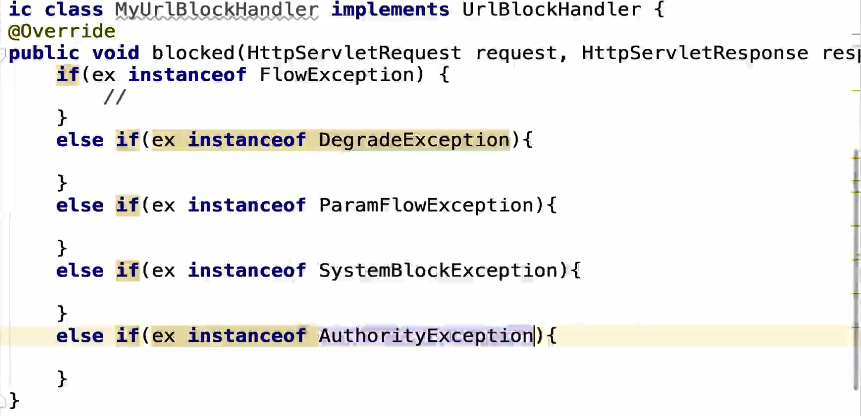 ic class MyUrlBlockHandler implements UrlBlockHandler {
@Override
public void blocked(HttpServletRequest request, HttpServletResponse resp
if(ex instanceof FlowException) {
//
}
else if(ex instanceof DegradeException){
}
else if(ex instanceof ParamFlowException){
}
else if(ex instanceof SystemBlockException){
}
else if(ex instanceof AuthorityException){
}
}